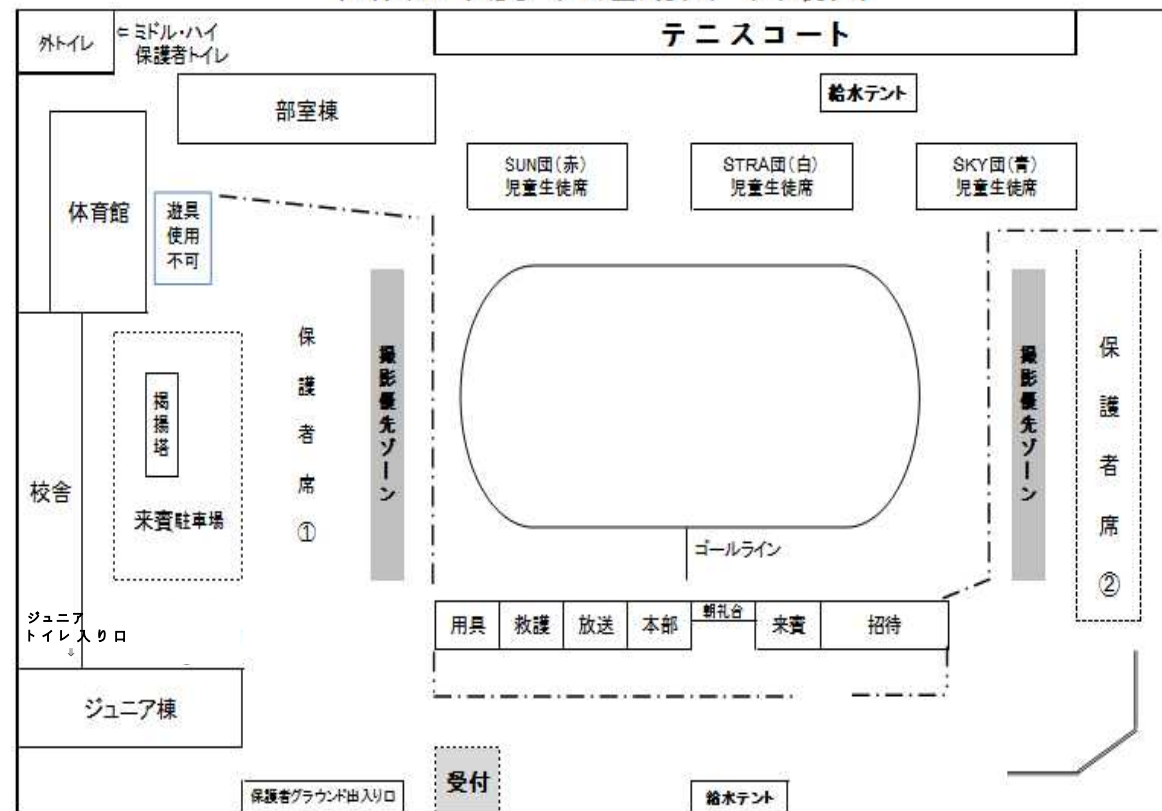 外トイレ
⇦ ミドル・ハイ
保護者トイレ
テニスコート
部室棟
給水テント
SUN団(赤)
児童生徒席
STRA団(白)
児童生徒席
SKY団(青)
児童生徒席
体育館
遊具
使用
不可
保護者席①
撮影優先ゾーン
撮影優先ゾーン
保護者席②
掲揚塔
来賓駐車場
校舎
ゴールライン
ジュニア
トイレ入り口
⇩
用具
救護
放送
本部
朝礼台
来賓
招待
ジュニア棟
受付
保護者グラウンド出入り口
給水テント